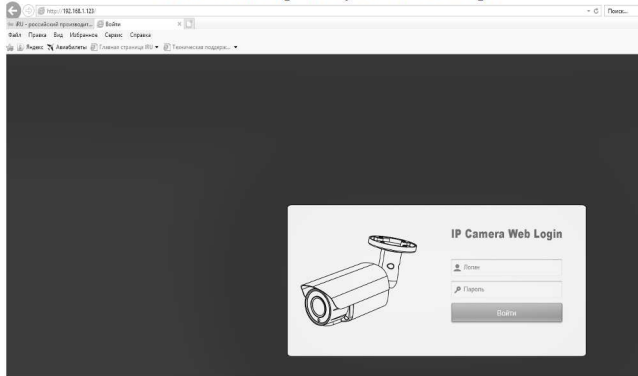 http://192.168.1.123/
Поиск...
iRU - российский производит...
Войти
Файл Правка Вид Избранное Сервис Справка
Яндекс Авиабилеты Главная страница IRU Техническая поддерж...
IP Camera Web Login
Логин
Пароль
Войти